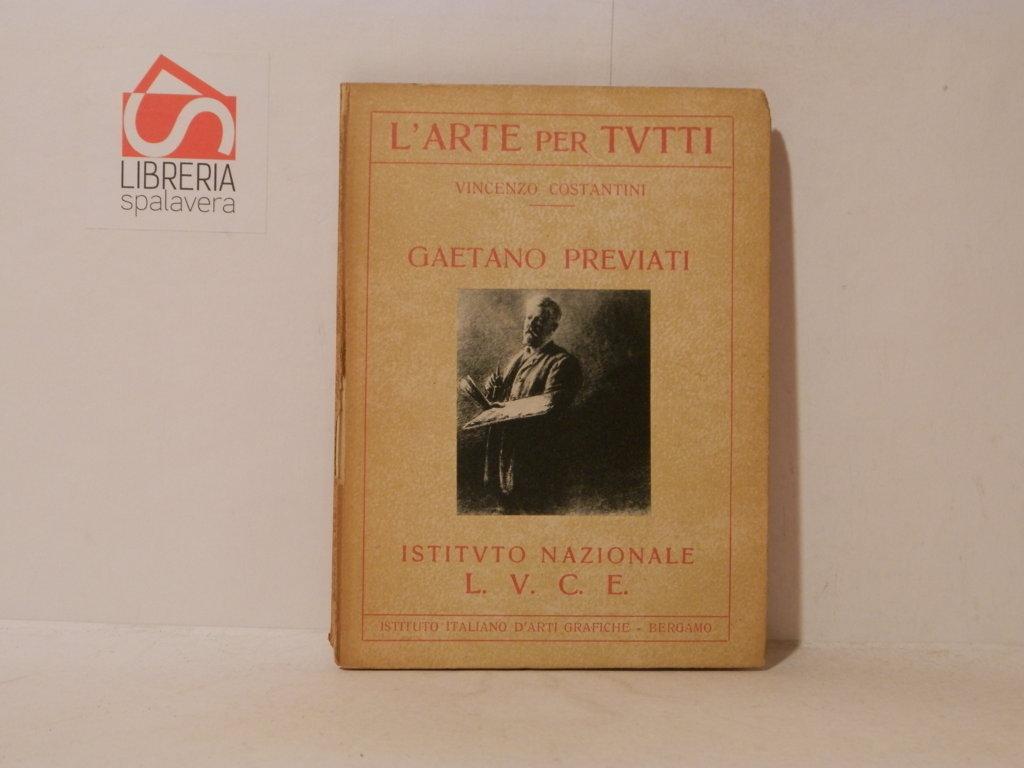 LIBRERIA
spalavera
L'ARTE PER TVTTI
VINCENZO COSTANTINI
GAETANO PREVIATI
ISTITVTO NAZIONALE
L. V. C. E.
ISTITUTO ITALIANO D'ARTI GRAFICHE - BERGAMO